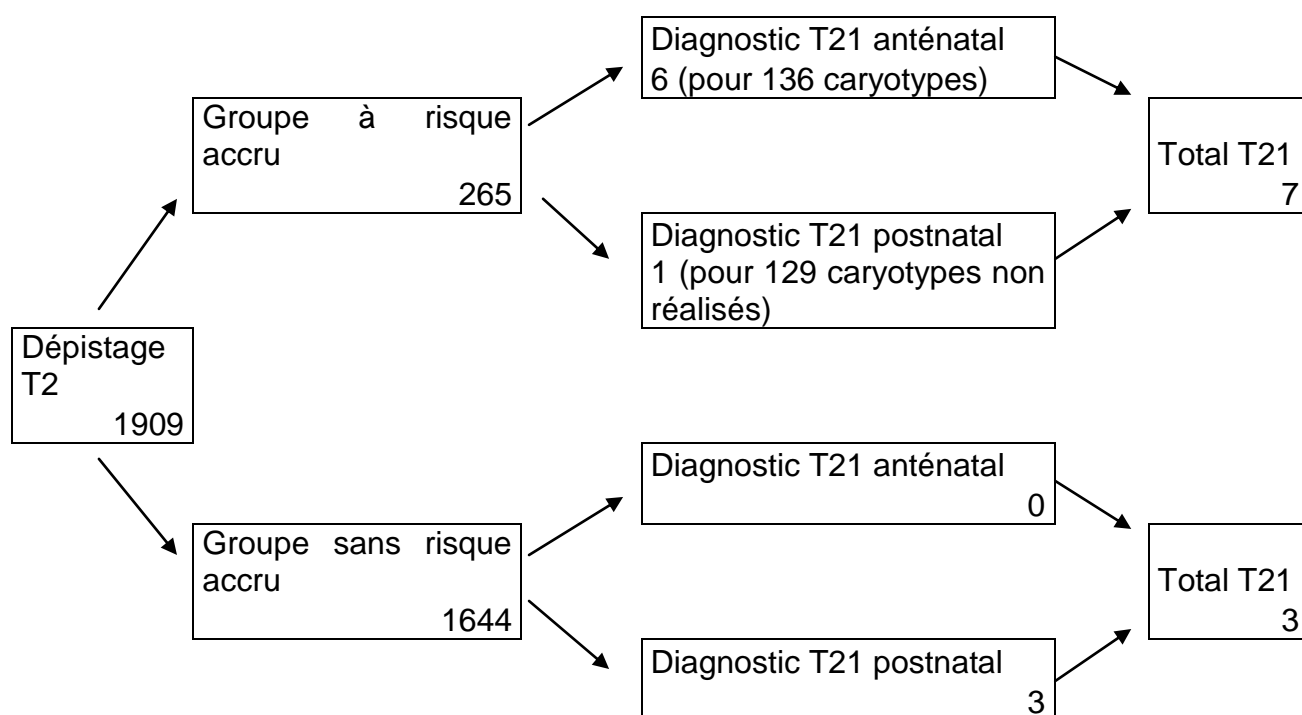 Diagnostic T21 anténatal
6 (pour 136 caryotypes)
Groupe à risque
accru
265
Total T21
7
Diagnostic T21 postnatal
1 (pour 129 caryotypes non
réalisés)
Dépistage
T2
1909
Diagnostic T21 anténatal
0
Groupe sans risque
accru
1644
Total T21
3
Diagnostic T21 postnatal
3